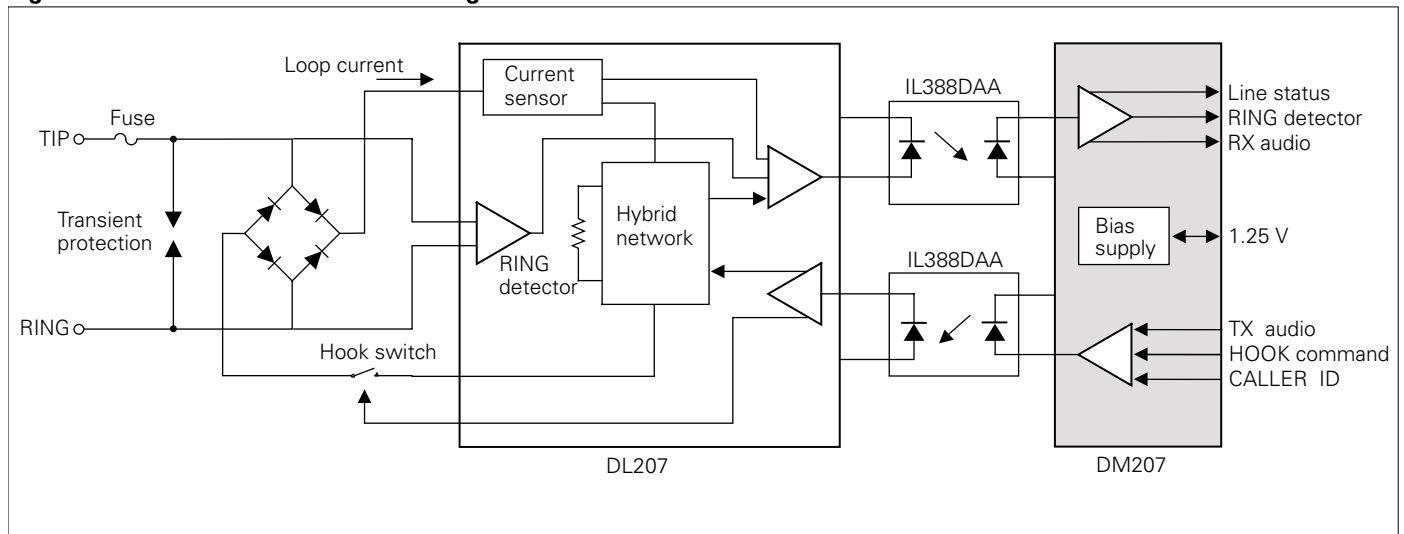 Loop current
Current
sensor
IL388DAA
Line status
RING detector
RX audio
Fuse
TIP
Transient
protection
Hybrid
network
Bias
supply
1.25 V
RING
detector
IL388DAA
RING
Hook switch
TX audio
HOOK command
CALLER ID
DL207
DM207